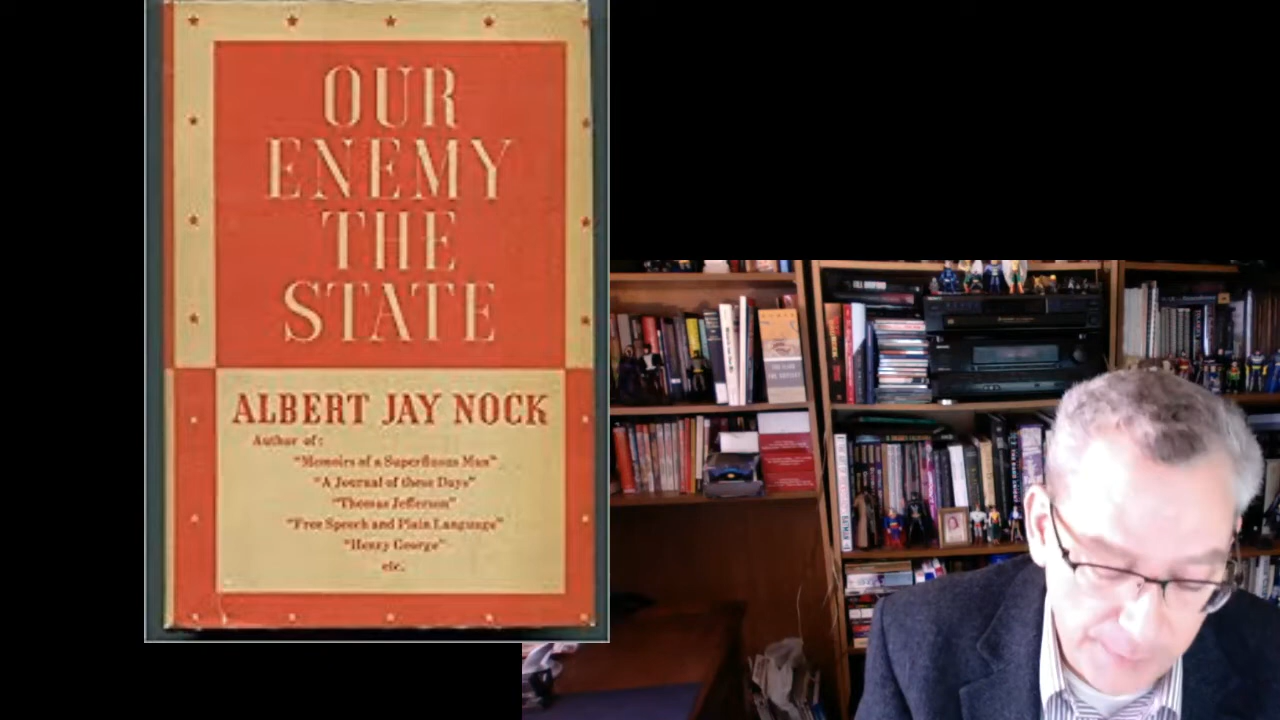 OUR
ENEMY
THE
STATE
ALBERT JAY NOCK
Author of:
"Memoirs of a Superfluous Man"
"A Journal of these Days"
"Thomas Jefferson"
"Free Speech and Plain Language"
"Henry George"
etc.